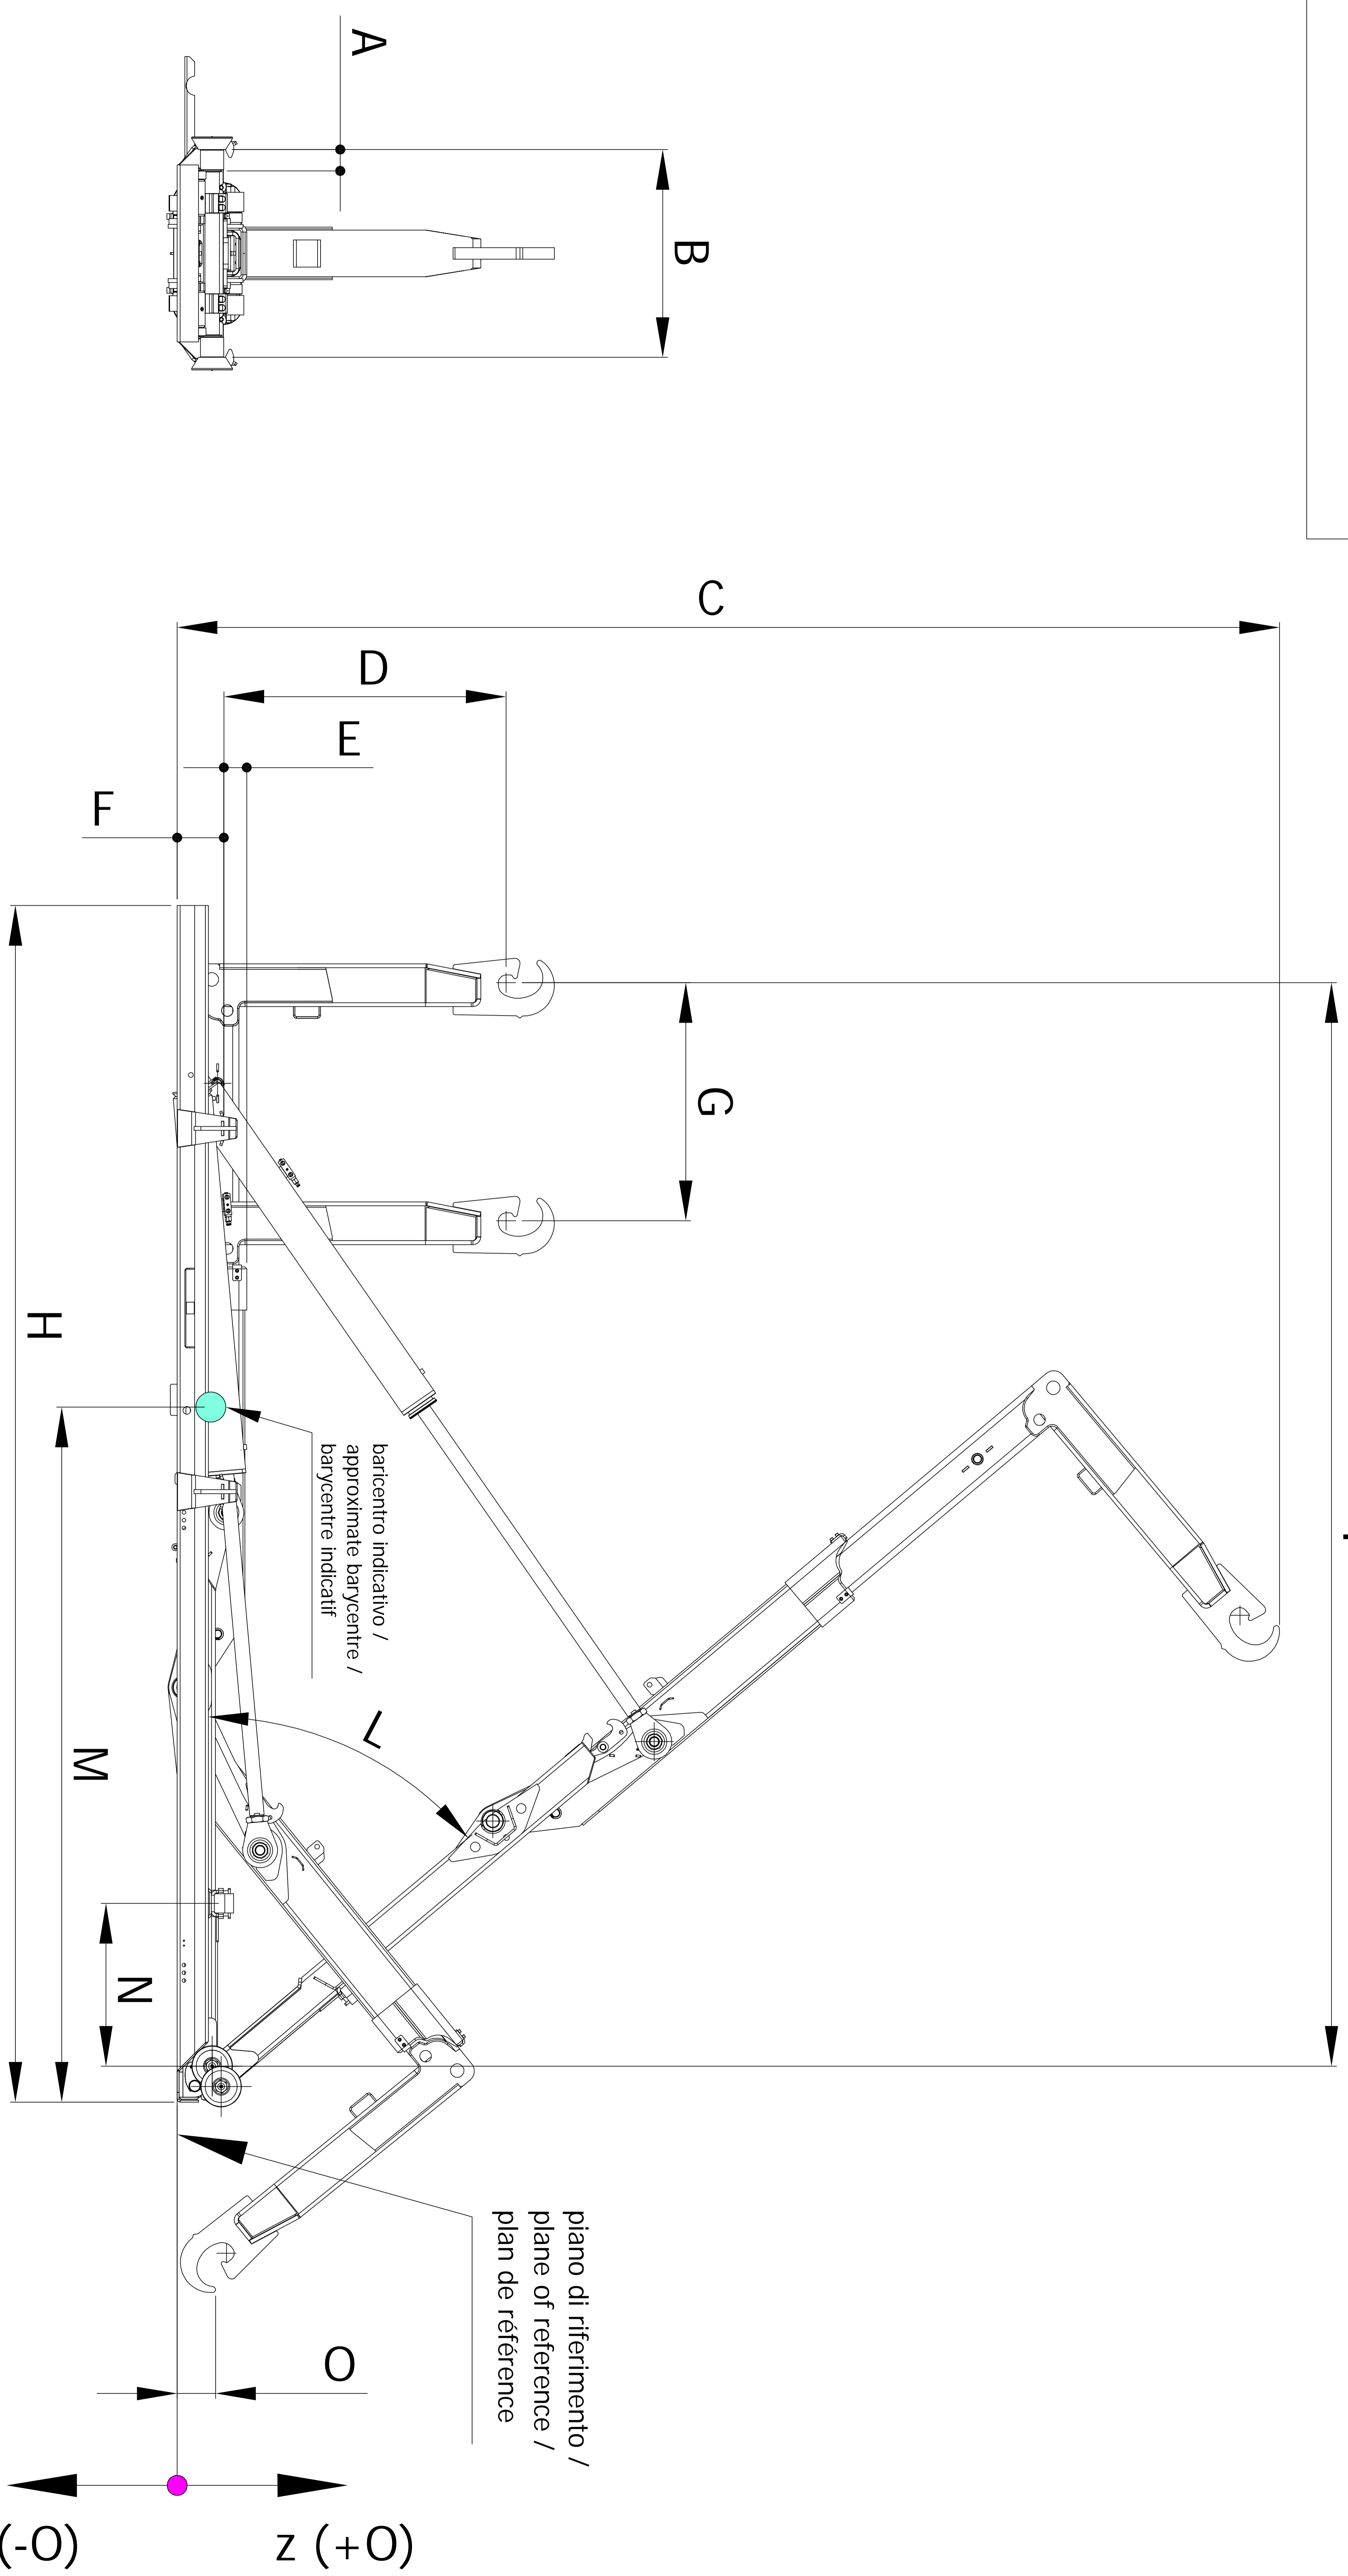 A
B
C
D
E
F
G
H
baricentro indicativo /
approximate barycentre /
barycentre indicatif
L
M
N
piano di riferimento /
plane of reference /
plan de référence
O
(-O)
z (+O)